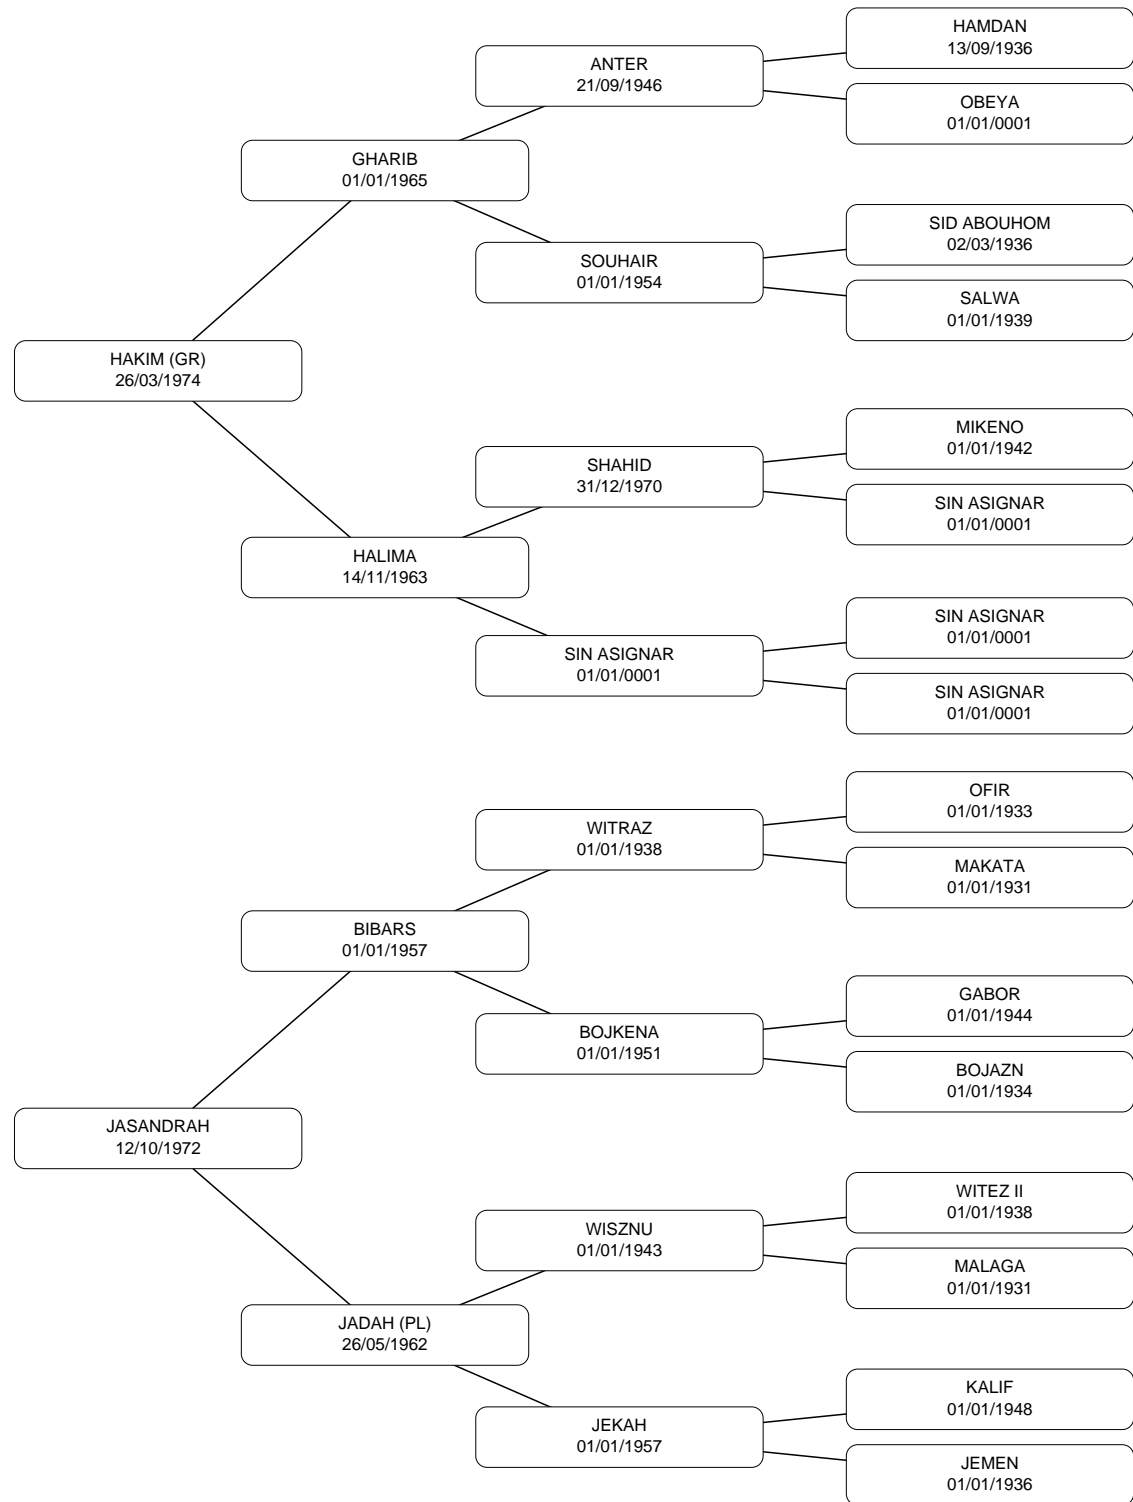 HAMDAN
13/09/1936
ANTER
21/09/1946
OBEYA
01/01/0001
GHARIB
01/01/1965
SID ABOUHOM
02/03/1936
SOUHAIR
01/01/1954
SALWA
01/01/1939
HAKIM (GR)
26/03/1974
MIKENO
01/01/1942
SHAHID
31/12/1970
SIN ASIGNAR
01/01/0001
HALIMA
14/11/1963
SIN ASIGNAR
01/01/0001
SIN ASIGNAR
01/01/0001
SIN ASIGNAR
01/01/0001
OFIR
01/01/1933
WITRAZ
01/01/1938
MAKATA
01/01/1931
BIBARS
01/01/1957
GABOR
01/01/1944
BOJKENA
01/01/1951
BOJAZN
01/01/1934
JASANDRAH
12/10/1972
WITEZ II
01/01/1938
WISZNU
01/01/1943
MALAGA
01/01/1931
JADAH (PL)
26/05/1962
KALIF
01/01/1948
JEKAH
01/01/1957
JEMEN
01/01/1936